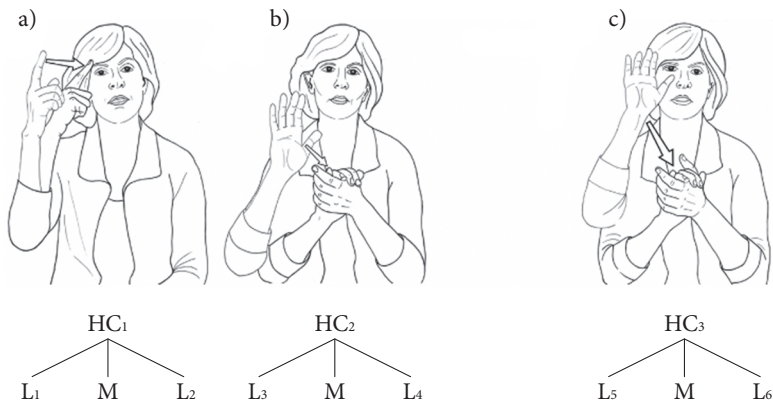 a) b) c)
HC₁ HC₂ HC₃
L₁ M L₂ L₃ M L₄ L₅ M L₆